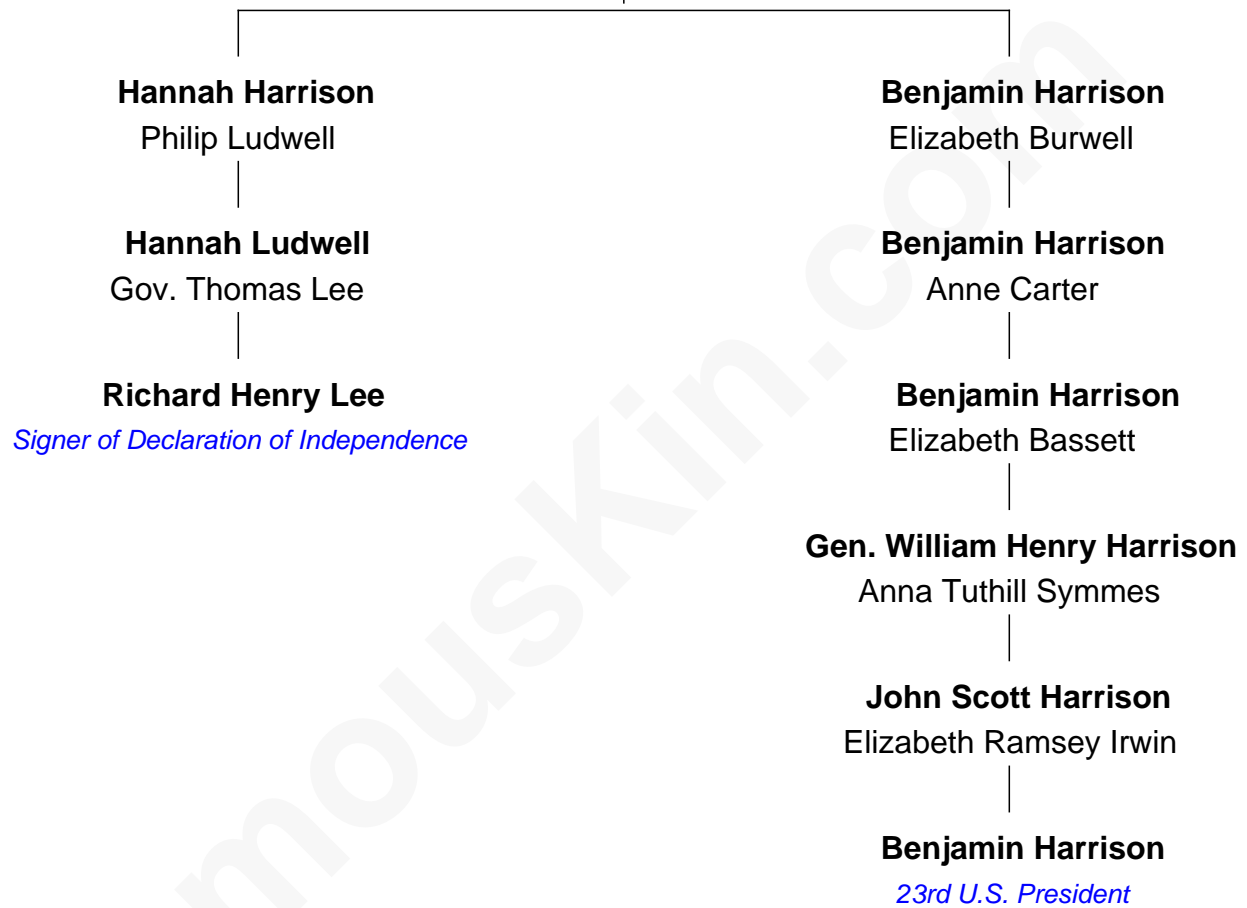 Hannah Harrison
Philip Ludwell
Hannah Ludwell
Gov. Thomas Lee
Richard Henry Lee
Signer of Declaration of Independence
Benjamin Harrison
Elizabeth Burwell
Benjamin Harrison
Anne Carter
Benjamin Harrison
Elizabeth Bassett
Gen. William Henry Harrison
Anna Tuthill Symmes
John Scott Harrison
Elizabeth Ramsey Irwin
Benjamin Harrison
23rd U.S. President
mouskin.com